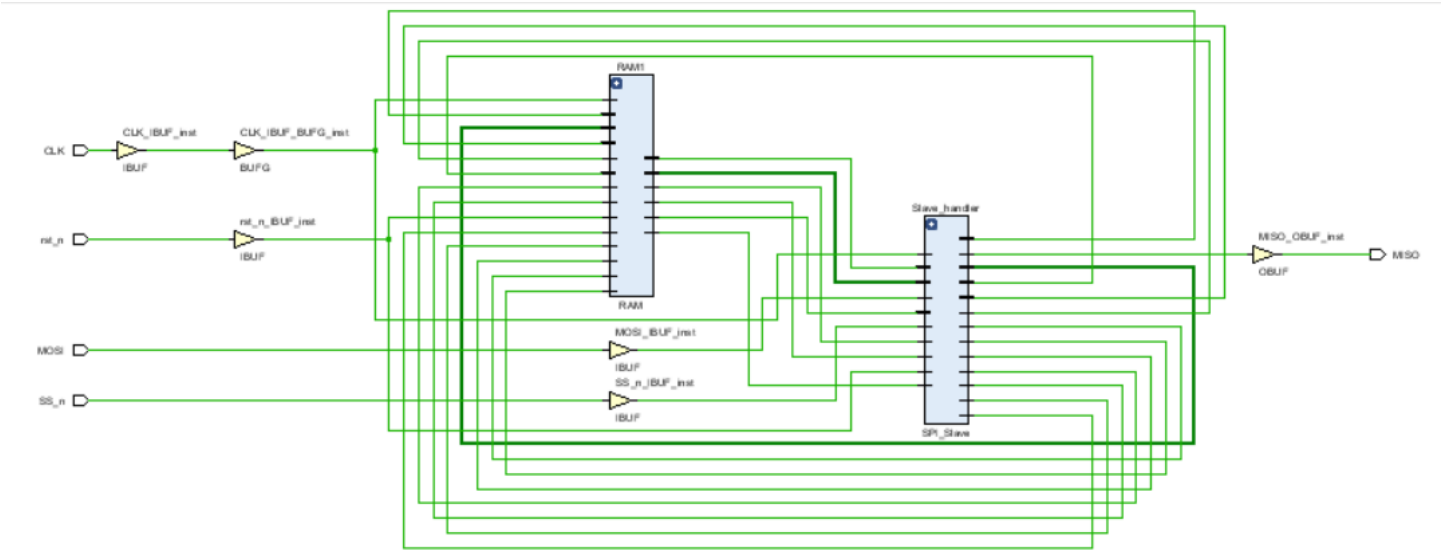 RAM1
CLK_IBUF_inst
CLK_IBUF_BUFG_inst
CLK
IBUF
BUFG
Slave_handler
rst_n_IBUF_inst
rst_n
IBUF
MISO_OBUF_inst
MISO
OBUF
RAM
MOSI_IBUF_inst
MOSI
IBUF
SS_n_IBUF_inst
SS_n
IBUF
SPI_Slave